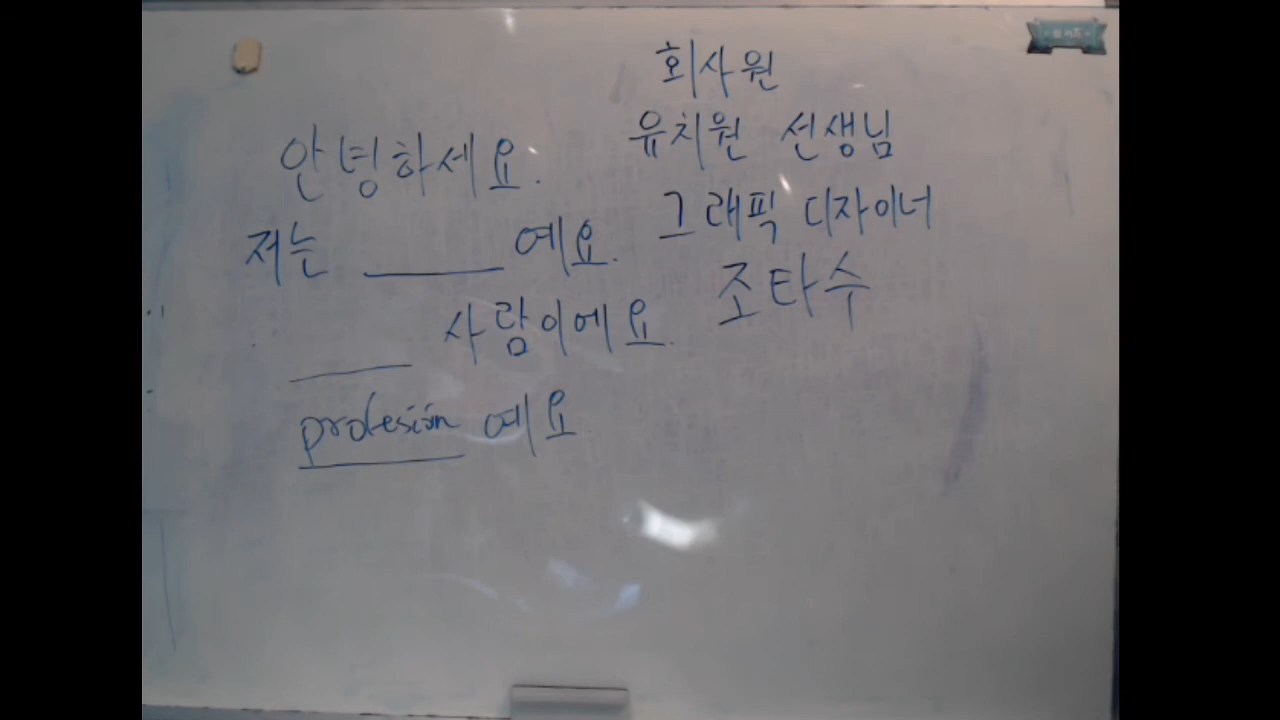 안녕하세요.
저는 ______ 예요.
____ 사람이에요.
profesión 예요
회사원
유치원 선생님
그래픽 디자이너
조타수